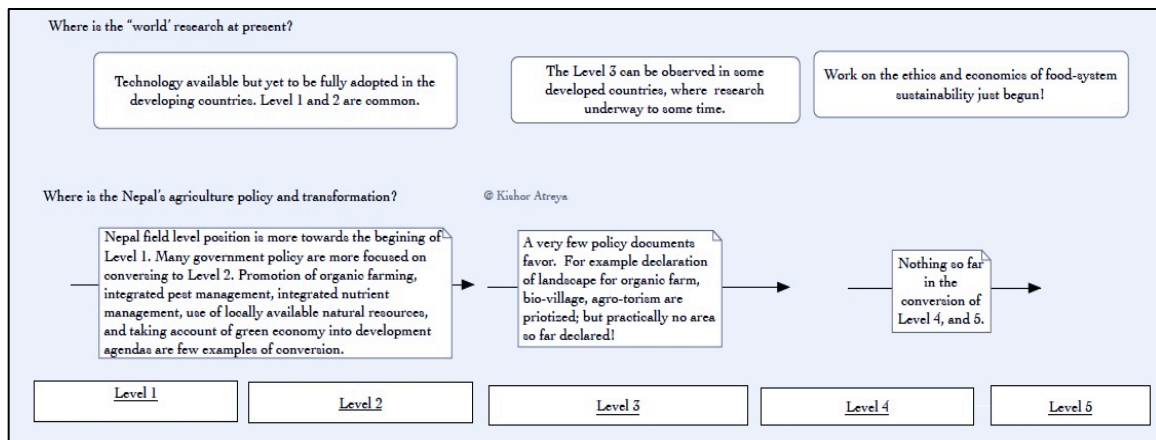 Where is the “world’ research at present?
Technology available but yet to be fully adopted in the
developing countries. Level 1 and 2 are common.
The Level 3 can be observed in some
developed countries, where research
underway to some time.
Work on the ethics and economics of food-system
sustainability just begun!
Where is the Nepal’s agriculture policy and transformation?
@ Kishor Atreya
Nepal field level position is more towards the begining of
Level 1. Many government policy are more focused on
conversing to Level 2. Promotion of organic farming,
integrated pest management, integrated nutrient
management, use of locally available natural resources,
and taking account of green economy into development
agendas are few examples of conversion.
A very few policy documents
favor. For example declaration
of landscape for organic farm,
bio-village, agro-torism are
priotized; but practically no area
so far declared!
Nothing so far
in the
conversion of
Level 4, and 5.
Level 1
Level 2
Level 3
Level 4
Level 5